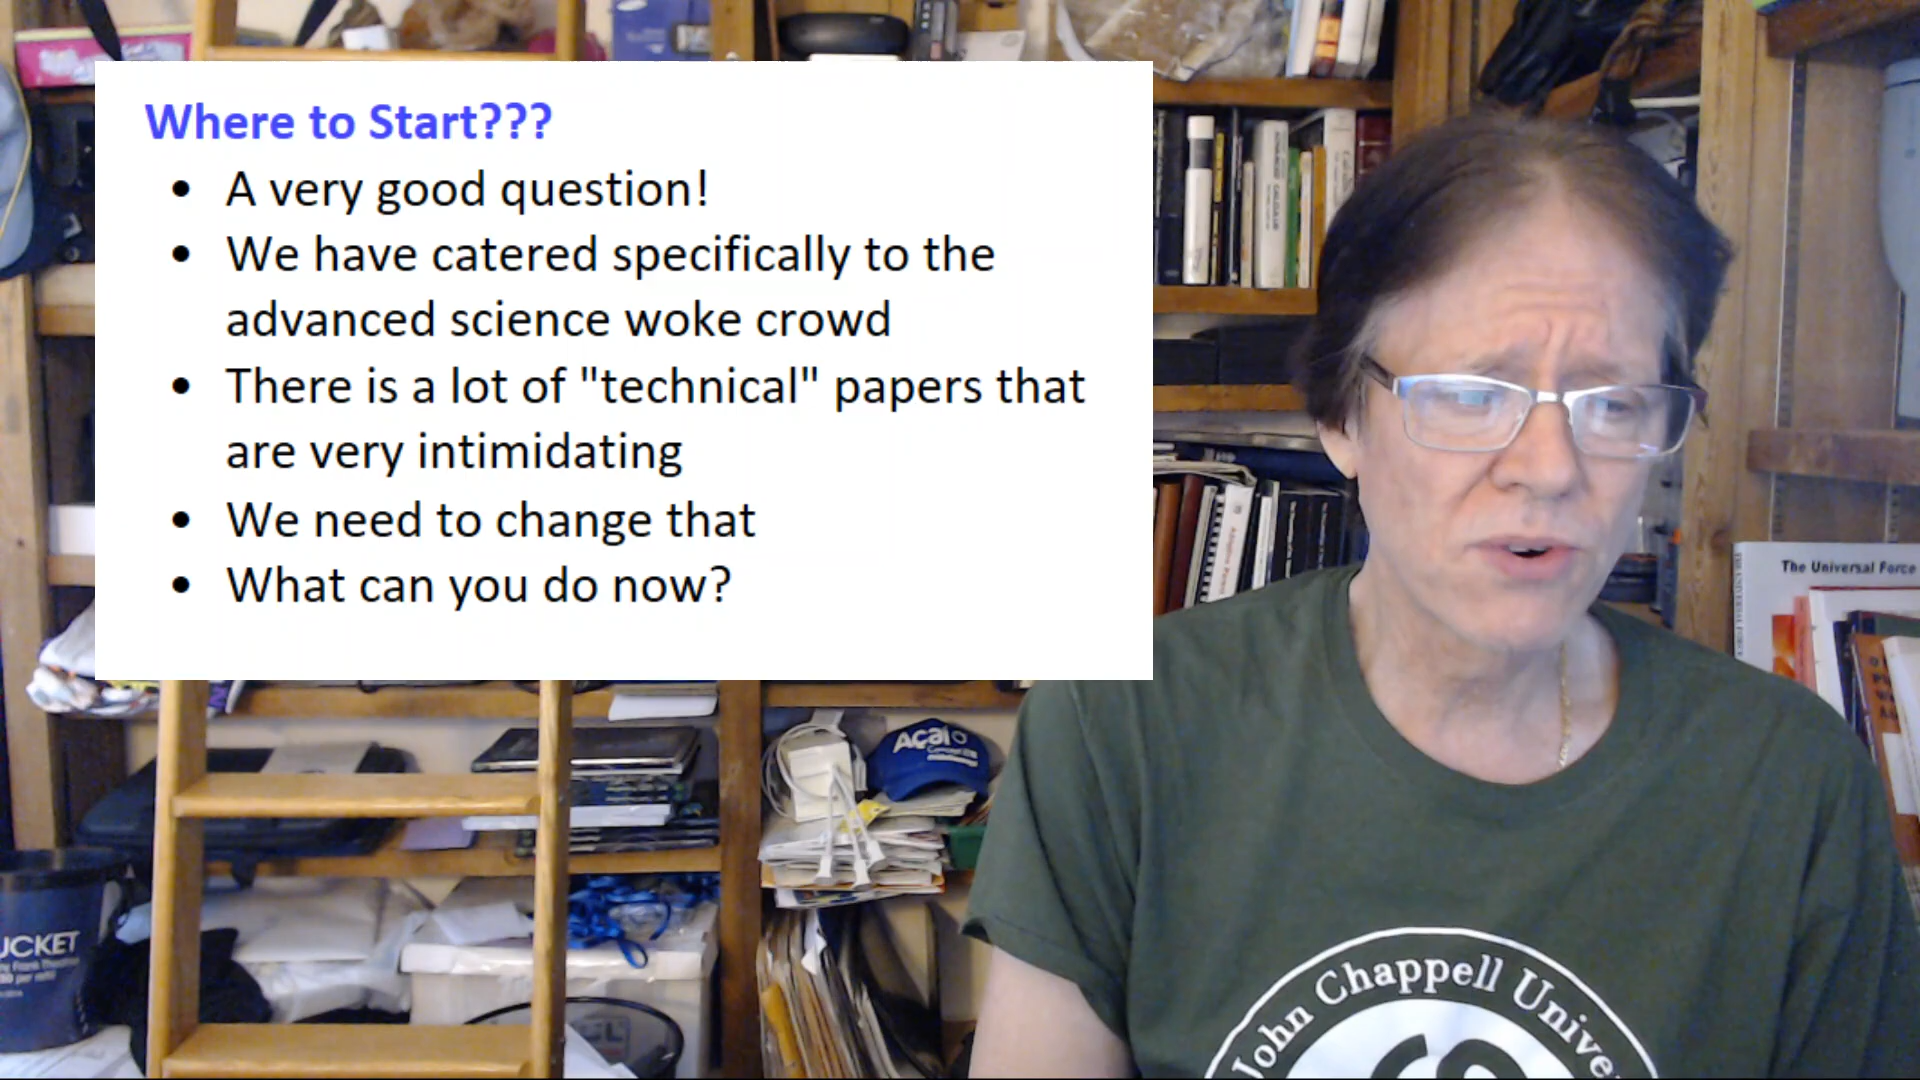 Where to Start???
• A very good question!
• We have catered specifically to the
advanced science woke crowd
• There is a lot of "technical" papers that
are very intimidating
• We need to change that
• What can you do now?
The Universal Force
Açaí
Concept
UCKET
John Chappell Unive